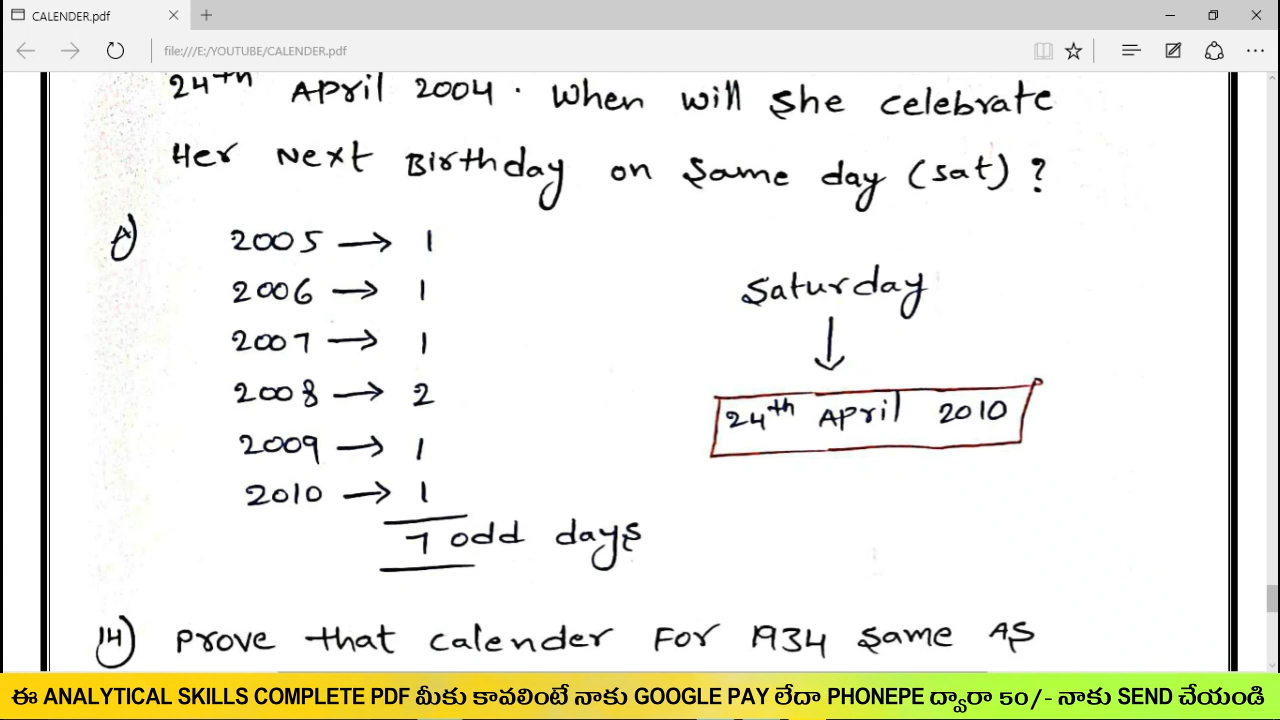 CALENDER.pdf
file:///E:/YOUTUBE/CALENDER.pdf
24th April 2004. When will she celebrate
Her Next Birthday on same day (sat) ?
A)
2005 → 1
2006 → 1
2007 → 1
2008 → 2
2009 → 1
2010 → 1
7 odd days
Saturday
↓
24th April 2010
14) Prove that calender For 1934 same AS
ఈ ANALYTICAL SKILLS COMPLETE PDF మీకు కావలింటే నాకు GOOGLE PAY లేదా PHONEPE ద్వారా 50/- నాకు SEND చేయండి